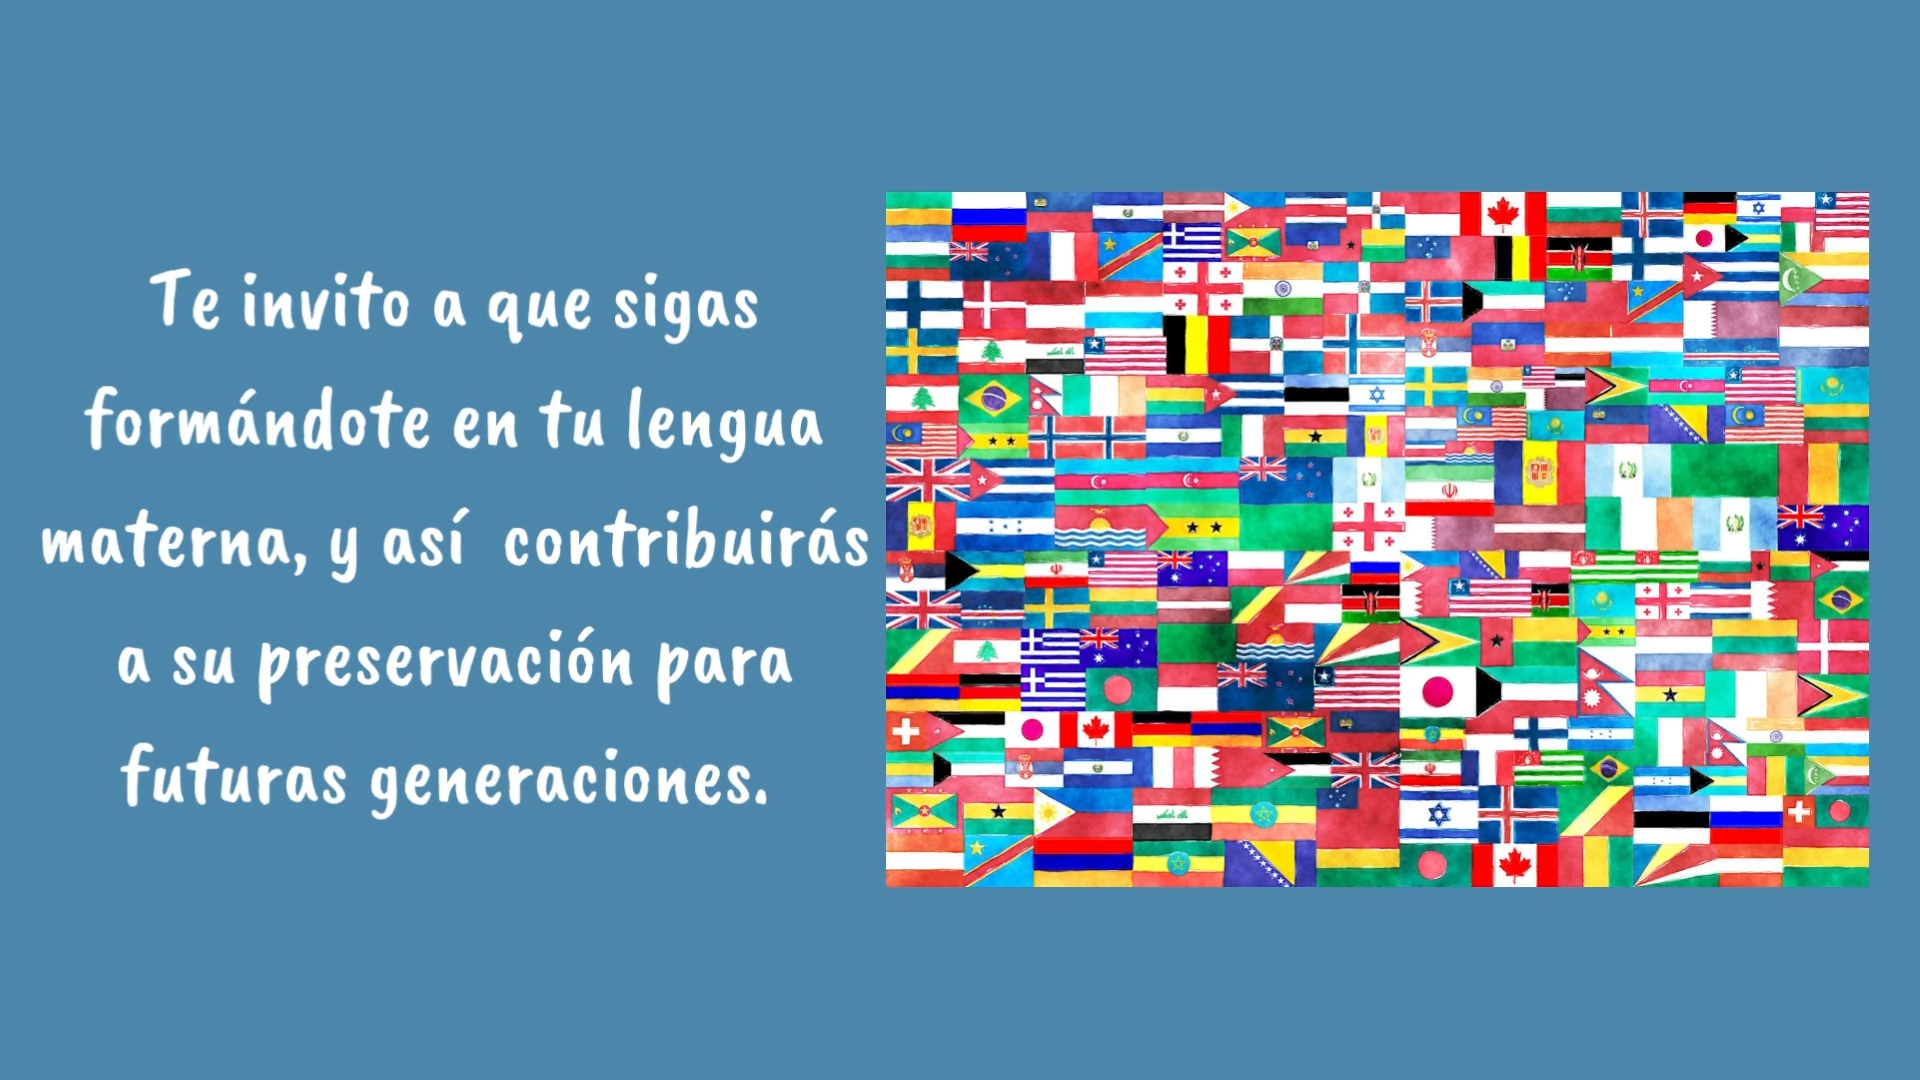 Te invito a que sigas
formándote en tu lengua
materna, y así  contribuirás
a su preservación para
futuras generaciones.